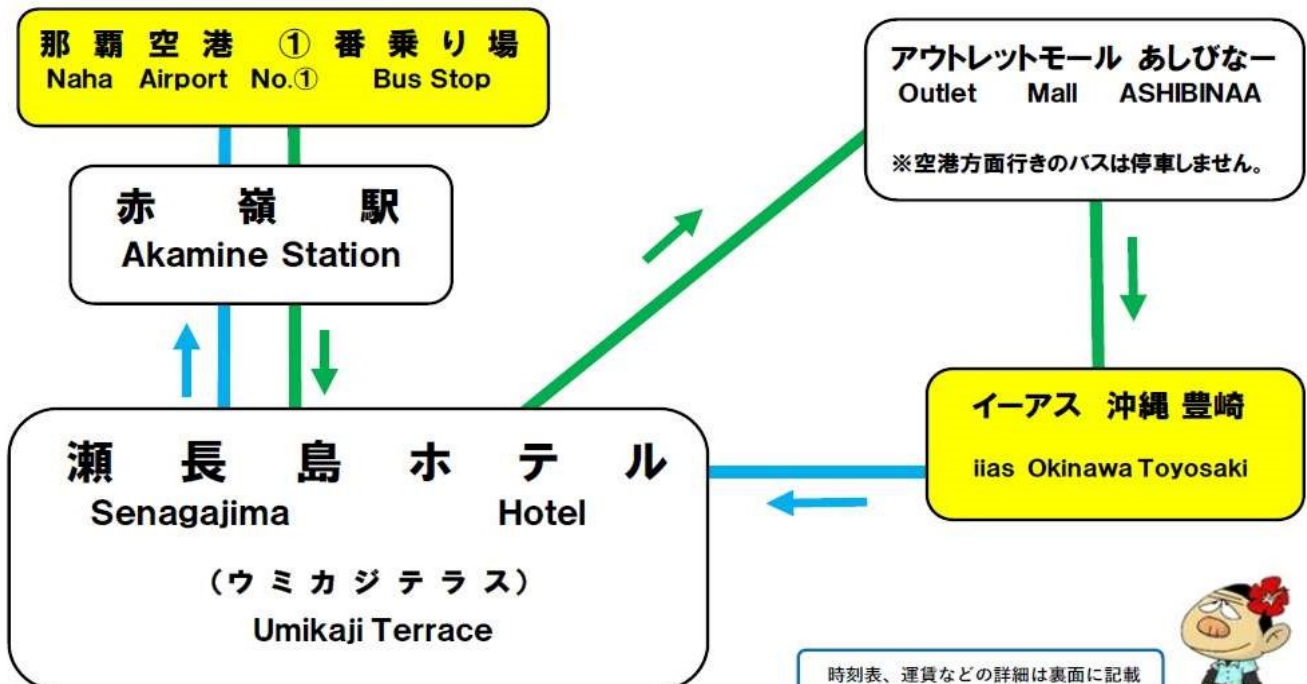 那覇空港 ①番乗り場
Naha Airport No.① Bus Stop
アウトレットモール あしびなー
Outlet Mall ASHIBINAA
※空港方面行きのバスは停車しません。
赤嶺駅
Akamine Station
瀬長島ホテル
Senagajima Hotel
(ウミカジテラス)
Umikaji Terrace
イーアス 沖縄 豊崎
iias Okinawa Toyosaki
時刻表、運賃などの詳細は裏面に記載